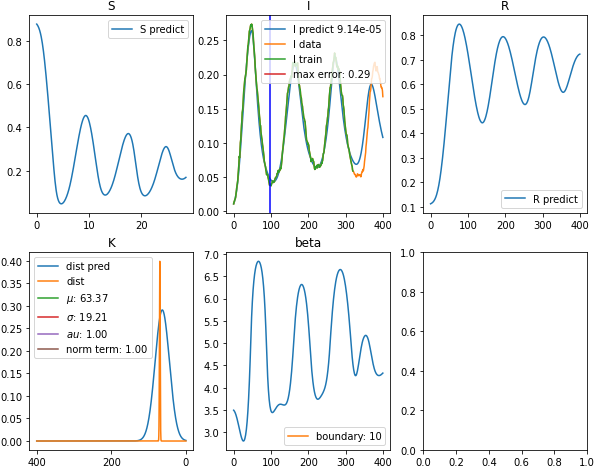 S
I
R
S predict
I predict 9.14e-05
I data
I train
max error: 0.29
R predict
0.8
0.6
0.4
0.2
0 10 20
0.25
0.20
0.15
0.10
0.05
0.00
0 100 200 300 400
0.8
0.7
0.6
0.5
0.4
0.3
0.2
0.1
0 200 400
K
beta
dist pred
dist
μ: 63.37
σ: 19.21
au: 1.00
norm term: 1.00
boundary: 10
0.40
0.35
0.30
0.25
0.20
0.15
0.10
0.05
0.00
400 200 0
7.0
6.5
6.0
5.5
5.0
4.5
4.0
3.5
3.0
0 100 200 300 400
1.0
0.8
0.6
0.4
0.2
0.0
0.0 0.2 0.4 0.6 0.8 1.0